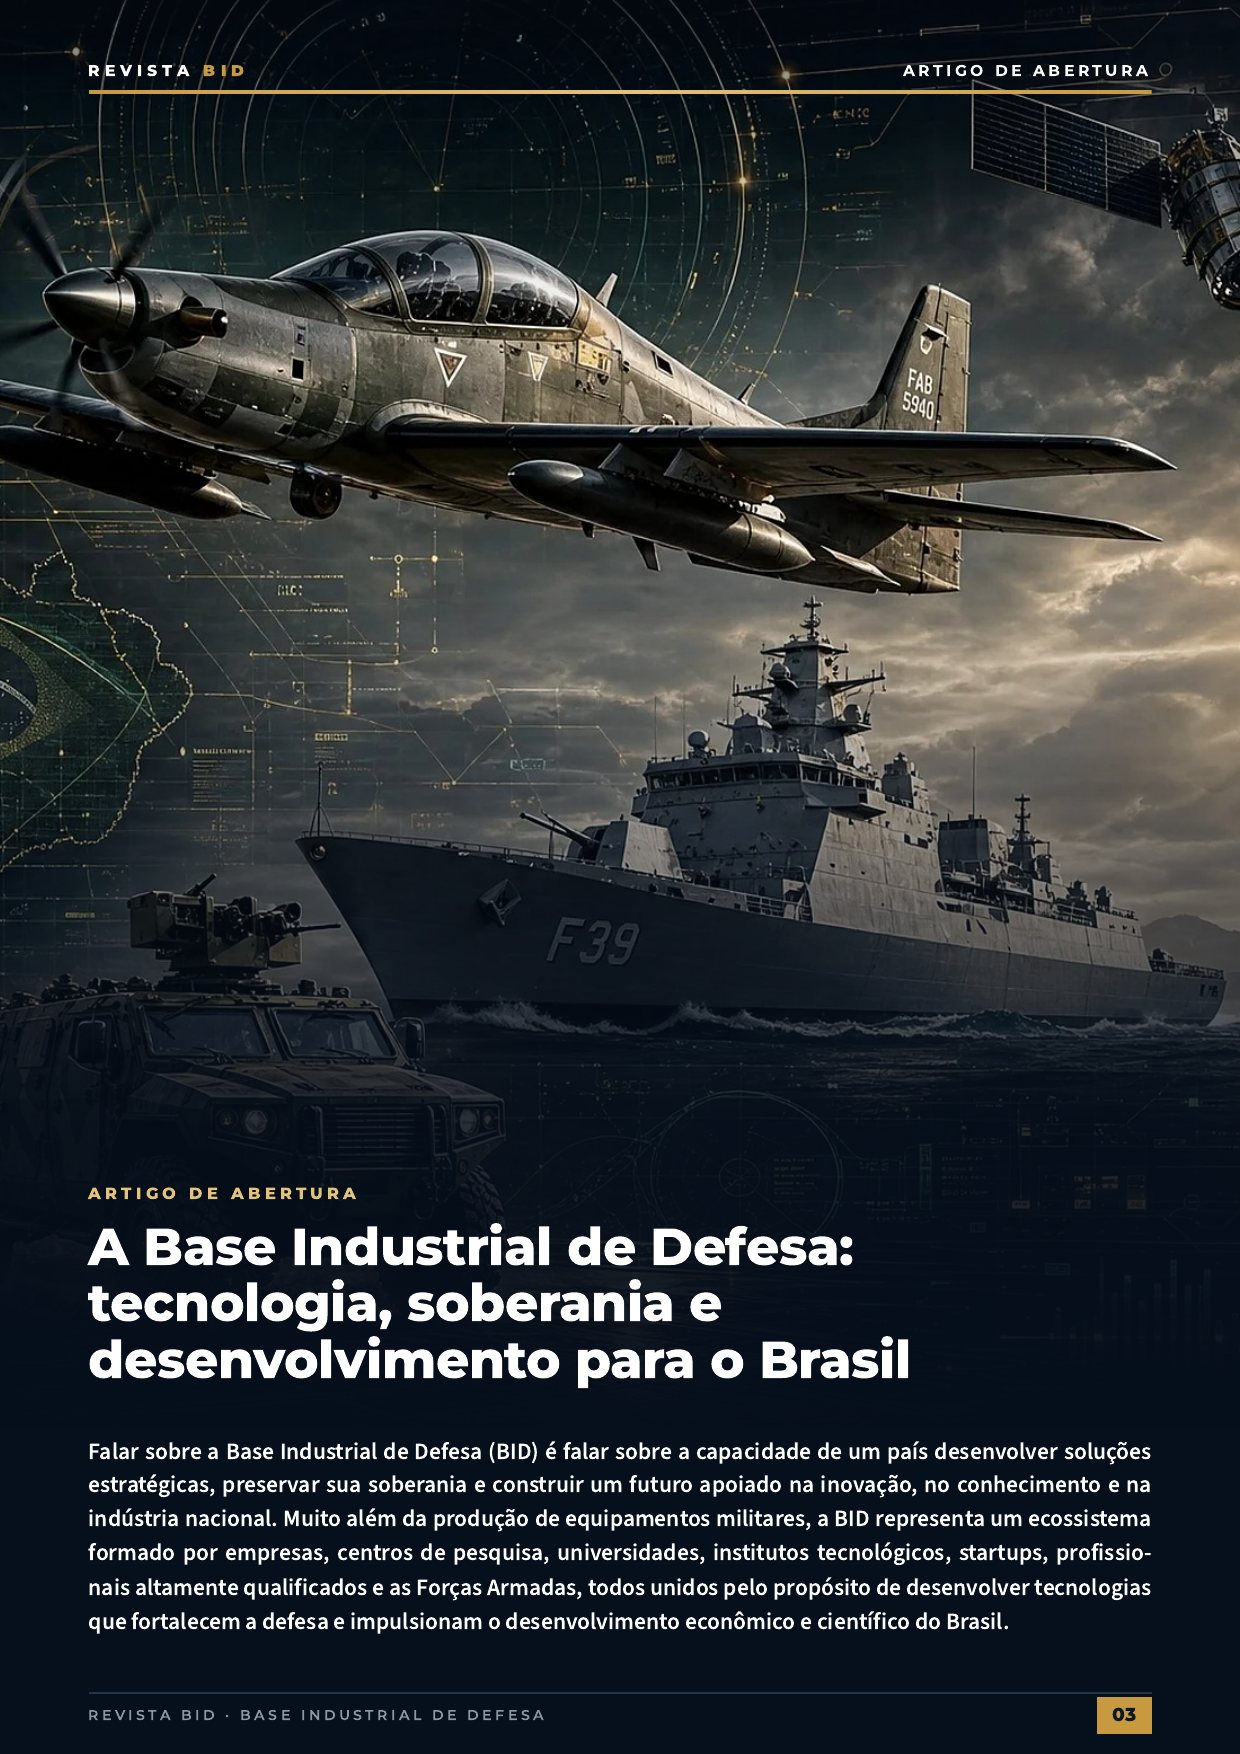 REVISTA BID
ARTIGO DE ABERTURA
FAB
5940
F39
ARTIGO DE ABERTURA
A Base Industrial de Defesa:
tecnologia, soberania e
desenvolvimento para o Brasil
Falar sobre a Base Industrial de Defesa (BID) é falar sobre a capacidade de um país desenvolver soluções
estratégicas, preservar sua soberania e construir um futuro apoiado na inovação, no conhecimento e na
indústria nacional. Muito além da produção de equipamentos militares, a BID representa um ecossistema
formado por empresas, centros de pesquisa, universidades, institutos tecnológicos, startups, profissio-
nais altamente qualificados e as Forças Armadas, todos unidos pelo propósito de desenvolver tecnologias
que fortalecem a defesa e impulsionam o desenvolvimento econômico e científico do Brasil.
REVISTA BID · BASE INDUSTRIAL DE DEFESA
03